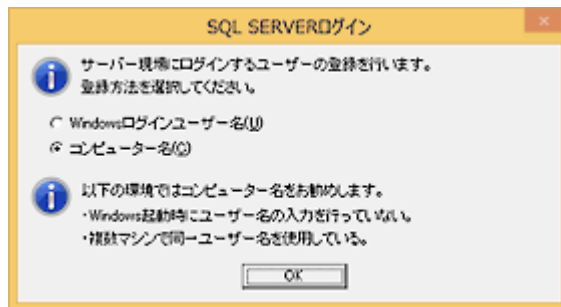 SQL SERVERログイン
サーバー現場にログインするユーザーの登録を行います。
登録方法を選択してください。
Windowsログインユーザー名(U)
コンピューター名(C)
以下の環境ではコンピューター名をお勧めします。
・Windows起動時にユーザー名の入力を行っていない。
・複数マシンで同一ユーザー名を使用している。
OK